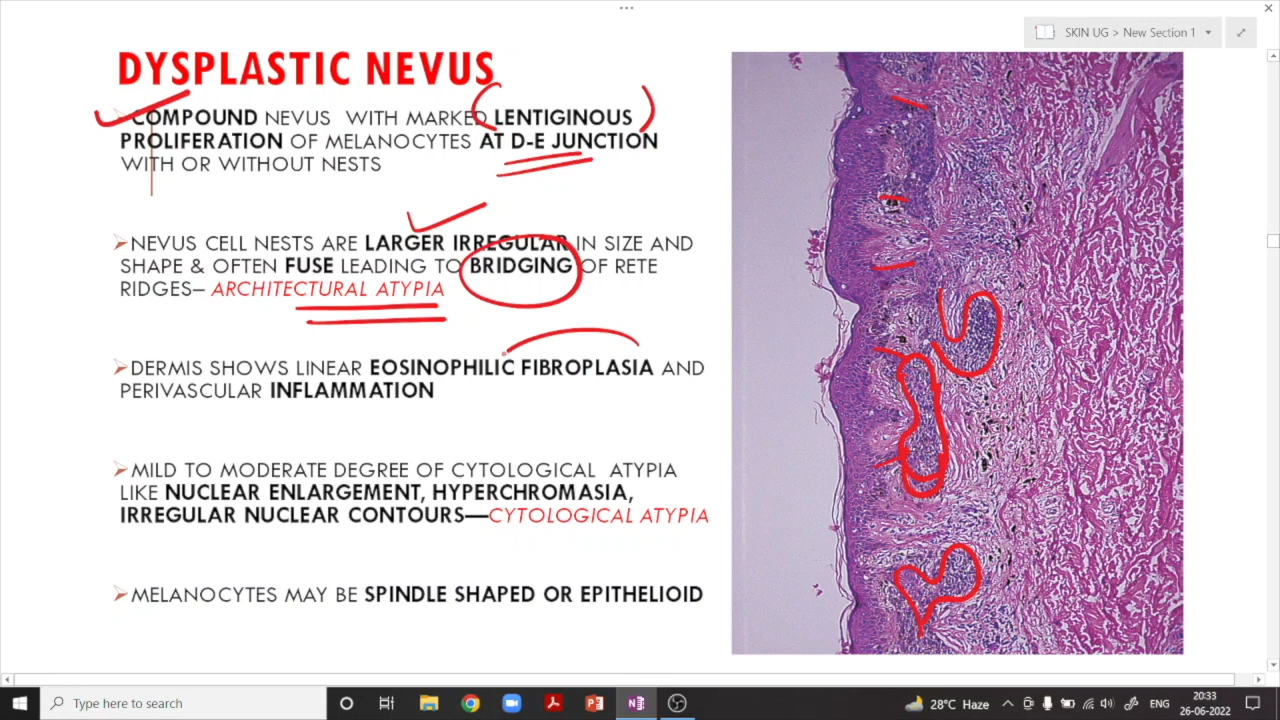 SKIN UG > New Section 1
DYSPLASTIC NEVUS
COMPOUND NEVUS WITH MARKED LENTIGINOUS
PROLIFERATION OF MELANOCYTES AT D-E JUNCTION
WITH OR WITHOUT NESTS
NEVUS CELL NESTS ARE LARGER IRREGULAR IN SIZE AND
SHAPE & OFTEN FUSE LEADING TO BRIDGING OF RETE
RIDGES– ARCHITECTURAL ATYPIA
DERMIS SHOWS LINEAR EOSINOPHILIC FIBROPLASIA AND
PERIVASCULAR INFLAMMATION
MILD TO MODERATE DEGREE OF CYTOLOGICAL ATYPIA
LIKE NUCLEAR ENLARGEMENT, HYPERCHROMASIA,
IRREGULAR NUCLEAR CONTOURS—CYTOLOGICAL ATYPIA
MELANOCYTES MAY BE SPINDLE SHAPED OR EPITHELIOID
Type here to search
28°C Haze
ENG
20:33
26-06-2022